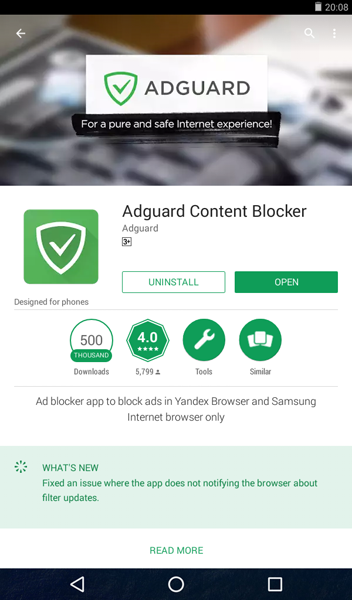 20:08
ADGUARD
For a pure and safe Internet experience!
Adguard Content Blocker
Adguard
3+
UNINSTALL
OPEN
Designed for phones
500
THOUSAND
Downloads
4.0
5,799
Tools
Similar
Ad blocker app to block ads in Yandex Browser and Samsung
Internet browser only
WHAT'S NEW
Fixed an issue where the app does not notifying the browser about
filter updates.
READ MORE